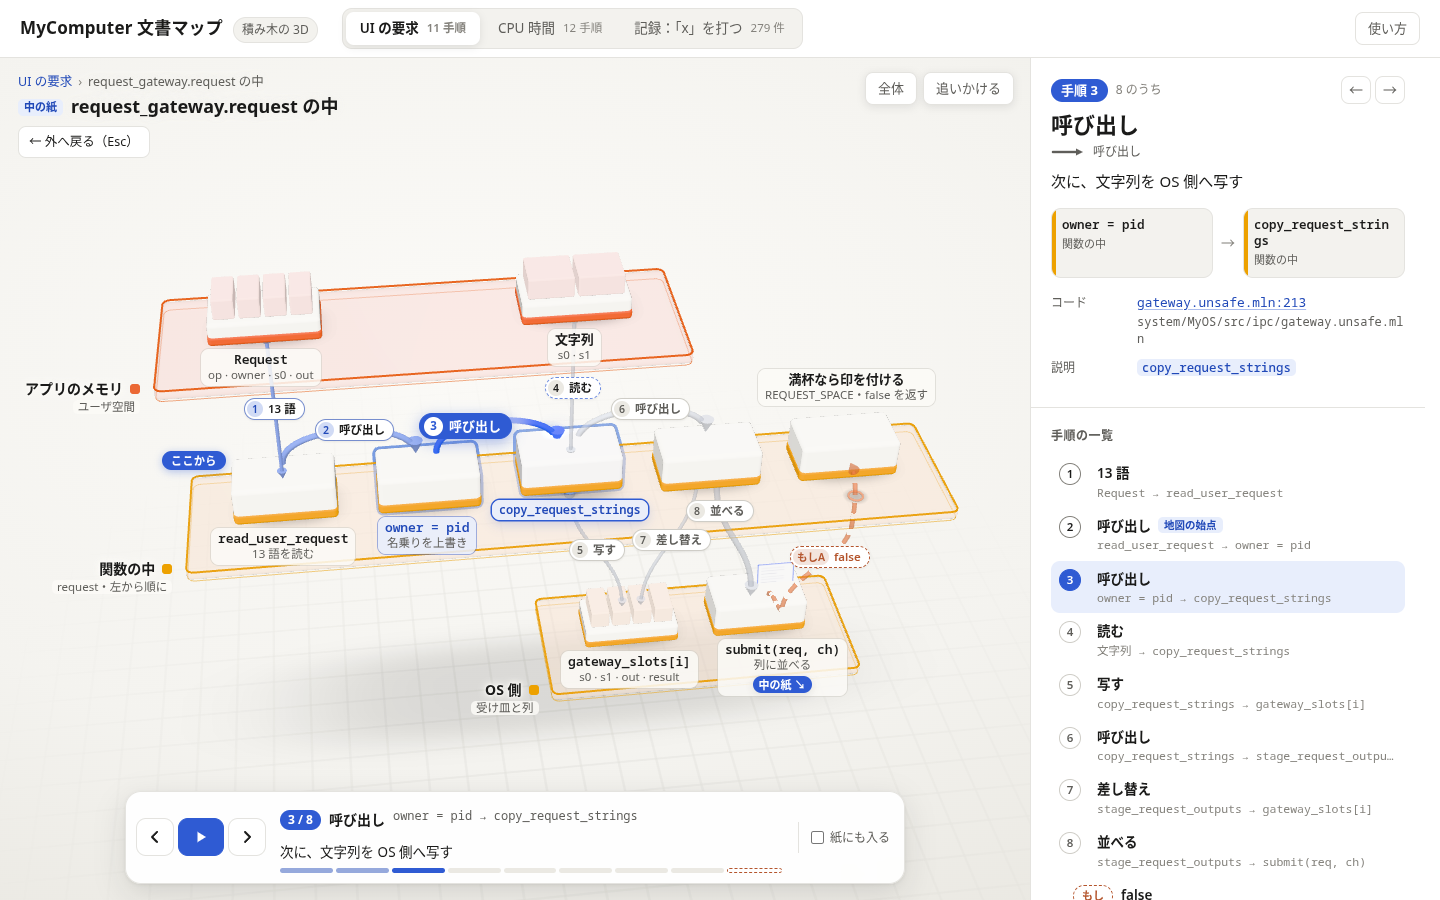 MyComputer 文書マップ
積み木の 3D
UI の要求 11 手順
CPU 時間 12 手順
記録：「x」を打つ 279 件
使い方
UI の要求 › request_gateway.request の中
中の紙 request_gateway.request の中
← 外へ戻る（Esc）
全体
追いかける
Request
op · owner · s0 · out
文字列
s0 · s1
アプリのメモリ
ユーザ空間
1 13 語
2 呼び出し
3 呼び出し
4 読む
6 呼び出し
満杯なら印を付ける
REQUEST_SPACE • false を返す
ここから
read_user_request
13 語を読む
owner = pid
名乗りを上書き
copy_request_strings
8 並べる
7 差し替え
5 写す
もしA false
関数の中
request • 左から順に
gateway_slots[i]
s0 · s1 · out · result
submit(req, ch)
列に並べる
中の紙 ↘
OS 側
受け皿と列
3 / 8 呼び出し owner = pid → copy_request_strings
次に、文字列を OS 側へ写す
紙にも入る
手順 3 8 のうち
← →
呼び出し
呼び出し
次に、文字列を OS 側へ写す
owner = pid
関数の中
→
copy_request_strin
gs
関数の中
コード gateway.unsafe.mln:213
system/MyOS/src/ipc/gateway.unsafe.ml
n
説明 copy_request_strings
手順の一覧
1 13 語
Request → read_user_request
2 呼び出し 地図の始点
read_user_request → owner = pid
3 呼び出し
owner = pid → copy_request_strings
4 読む
文字列 → copy_request_strings
5 写す
copy_request_strings → gateway_slots[i]
6 呼び出し
copy_request_strings → stage_request_outpu…
7 差し替え
stage_request_outputs → gateway_slots[i]
8 並べる
stage_request_outputs → submit(req, ch)
もし false